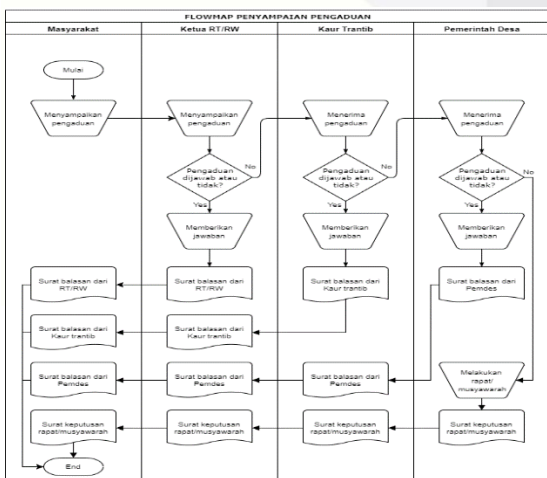 FLOWMAP PENYAMPAIAN PENGADUAN
Masyarakat
Ketua RT/RW
Kaur Trantib
Pemerintah Desa
Mulai
Menyampaikan
pengaduan
Menyampaikan
pengaduan
Menerima
pengaduan
Menerima
pengaduan
Pengaduan
dijawab atau
tidak?
No
Pengaduan
dijawab atau
tidak?
No
Pengaduan
dijawab atau
tidak?
No
Yes
Yes
Yes
Memberikan
jawaban
Memberikan
jawaban
Memberikan
jawaban
Surat balasan dari
RT/RW
Surat balasan dari
RT/RW
Surat balasan dari
Kaur trantib
Surat balasan dari
Pemdes
Surat balasan dari
Kaur trantib
Surat balasan dari
Kaur trantib
Surat balasan dari
Pemdes
Surat balasan dari
Pemdes
Surat balasan dari
Pemdes
Melakukan
rapat/
musyawarah
Surat keputusan
rapat/musyawarah
Surat keputusan
rapat/musyawarah
Surat keputusan
rapat/musyawarah
Surat keputusan
rapat/musyawarah
End